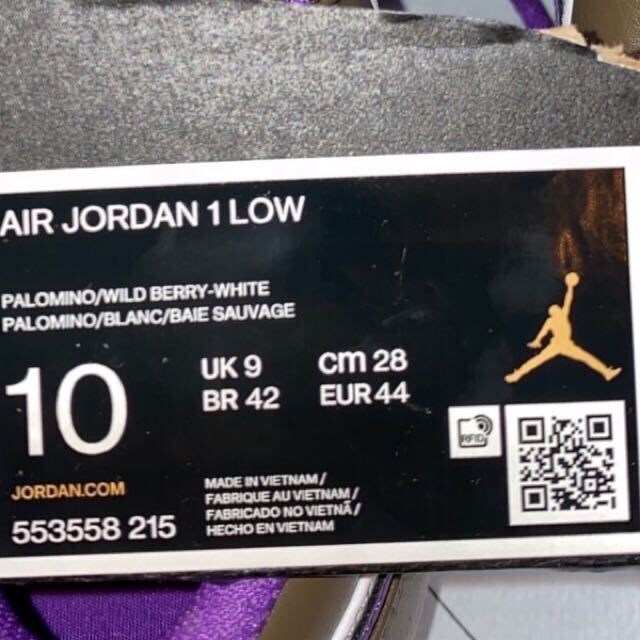 AIR JORDAN 1 LOW
PALOMINO/WILD BERRY-WHITE
PALOMINO/BLANC/BAIE SAUVAGE
10
UK 9 cm 28
BR 42 EUR 44
RFID
JORDAN.COM
553558 215
MADE IN VIETNAM /
FABRIQUE AU VIETNAM /
FABRICADO NO VIETNÃ /
HECHO EN VIETNAM